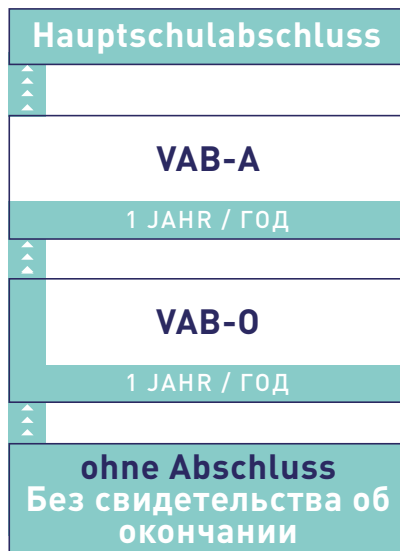 Hauptschulabschluss
VAB-A
1 JAHR / ГОД
VAB-O
1 JAHR / ГОД
ohne Abschluss
Без свидетельства об
окончании